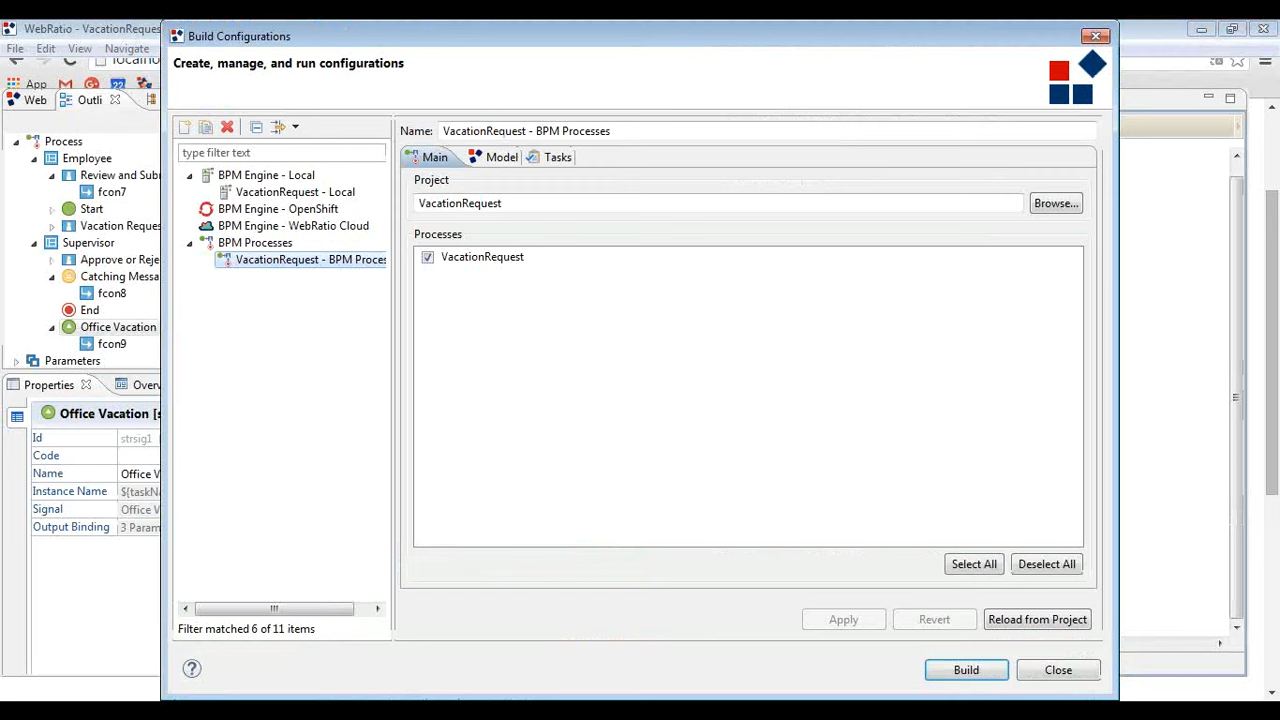 WebRatio - VacationReques
Build Configurations
File Edit View Navigate
Create, manage, and run configurations
App 22
Web Outli
Name: VacationRequest - BPM Processes
type filter text
Main Model Tasks
Process
Employee
Review and Sub
fcon7
Start
Vacation Reque
Supervisor
Approve or Reje
Catching Messa
fcon8
End
Office Vacation
fcon9
Parameters
BPM Engine - Local
VacationRequest - Local
BPM Engine - OpenShift
BPM Engine - WebRatio Cloud
BPM Processes
VacationRequest - BPM Proces
Project
VacationRequest
Browse...
Processes
VacationRequest
Select All Deselect All
Properties Overv
Office Vacation [s
Id strsig1
Code
Name Office V
Instance Name ${taskNa
Signal Office V
Output Binding 3 Param
Filter matched 6 of 11 items
Apply Revert Reload from Project
Build Close